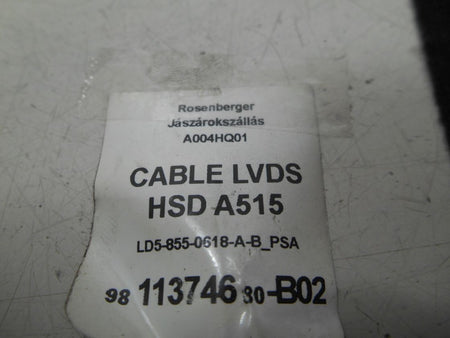 Rosenberger
Jászárokszállás
A004HQ01
CABLE LVDS
HSD A515
LD5-855-0618-A-B_PSA
98 113746 80-B02